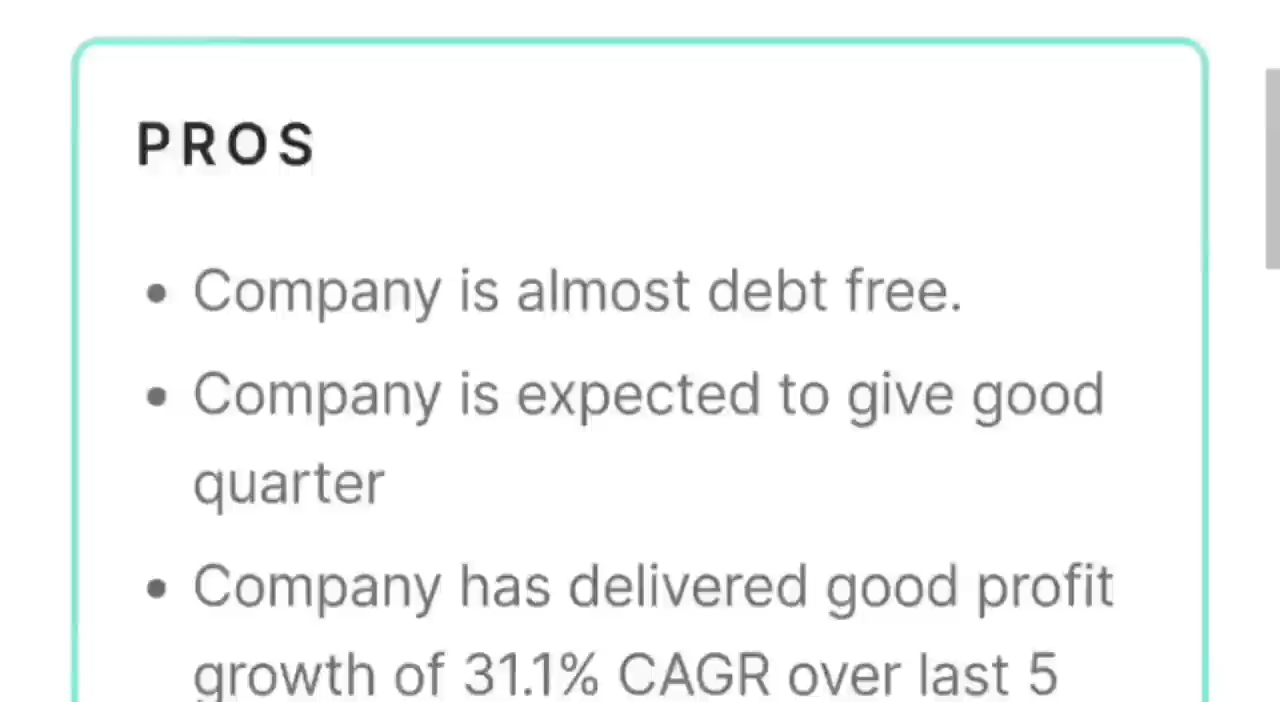 PROS
Company is almost debt free.
Company is expected to give good
quarter
Company has delivered good profit
growth of 31.1% CAGR over last 5